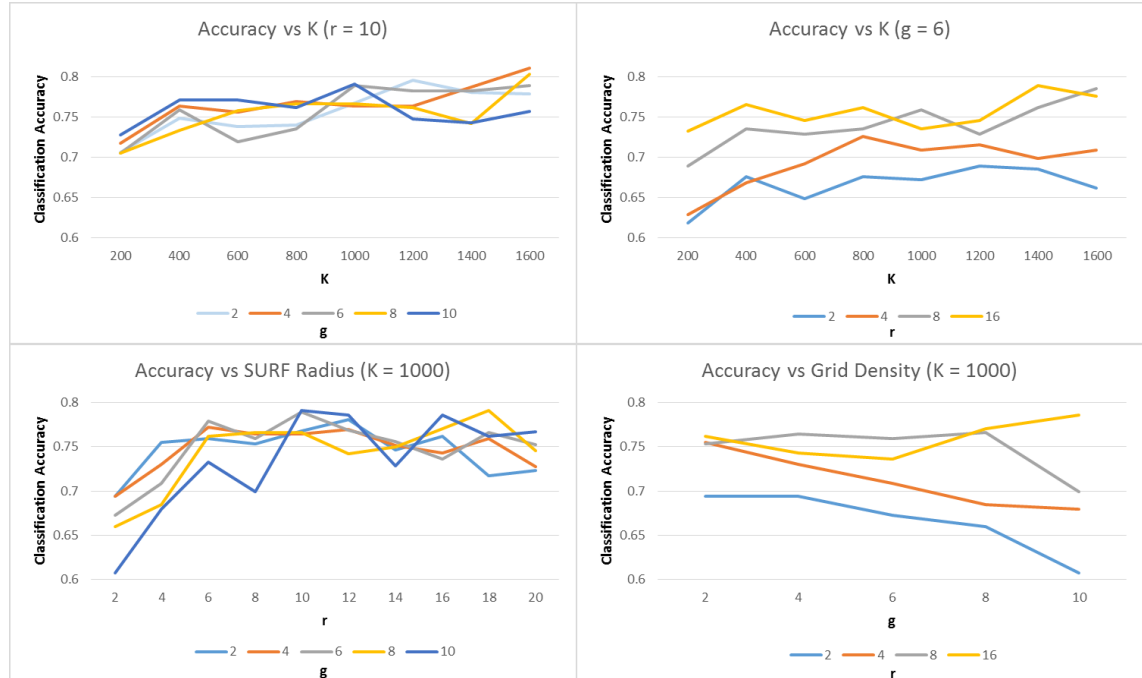 Accuracy vs K (r = 10)
Classification Accuracy
0.8
0.75
0.7
0.65
0.6
200 400 600 800 1000 1200 1400 1600
K
2 4 6 8 10
g
Accuracy vs K (g = 6)
Classification Accuracy
0.8
0.75
0.7
0.65
0.6
200 400 600 800 1000 1200 1400 1600
K
2 4 8 16
r
Accuracy vs SURF Radius (K = 1000)
Classification Accuracy
0.8
0.75
0.7
0.65
0.6
2 4 6 8 10 12 14 16 18 20
r
2 4 6 8 10
g
Accuracy vs Grid Density (K = 1000)
Classification Accuracy
0.8
0.75
0.7
0.65
0.6
2 4 6 8 10
g
2 4 8 16
r